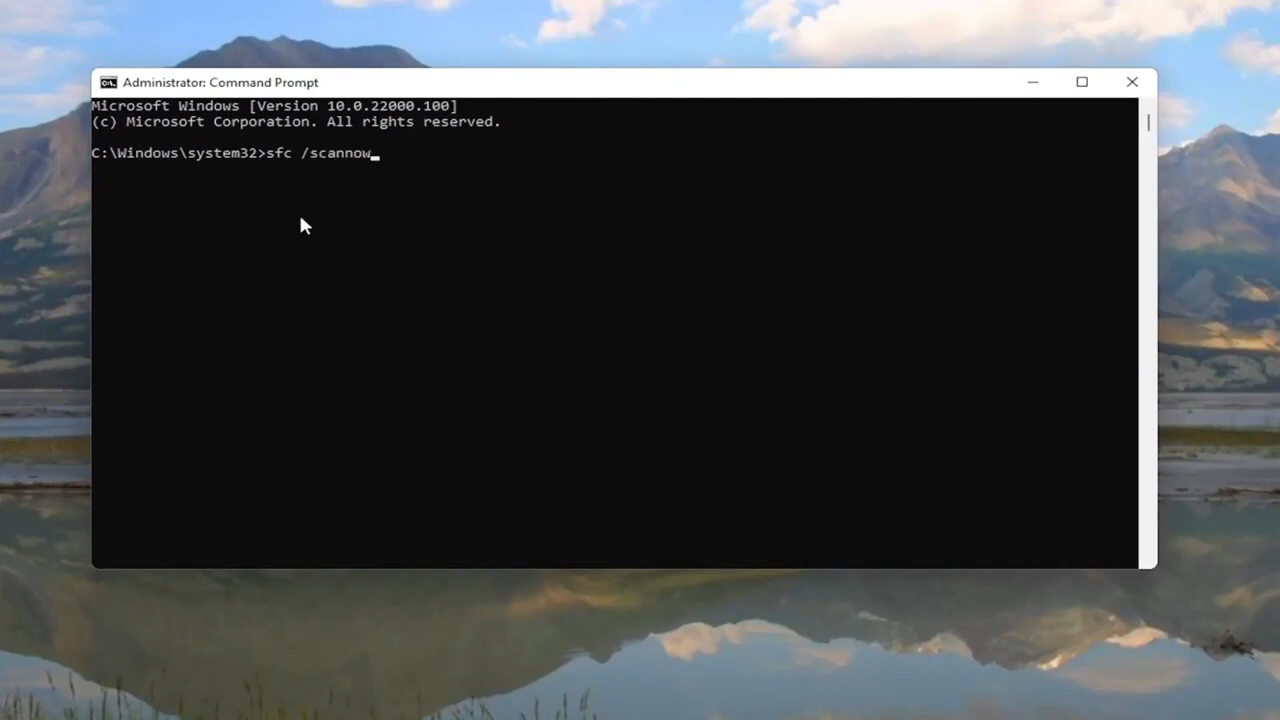 Administrator: Command Prompt
Microsoft Windows [Version 10.0.22000.100]
(c) Microsoft Corporation. All rights reserved.
C:\Windows\system32>sfc /scannow